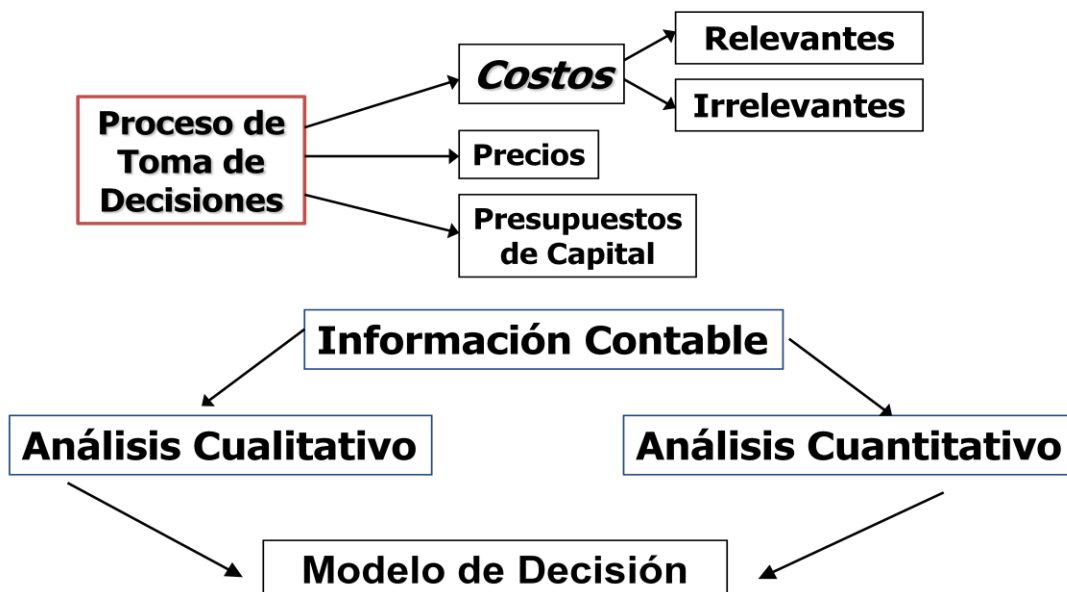 Relevantes
Costos
Irrelevantes
Proceso de
Toma de
Decisiones
Precios
Presupuestos
de Capital
Información Contable
Análisis Cualitativo
Análisis Cuantitativo
Modelo de Decisión